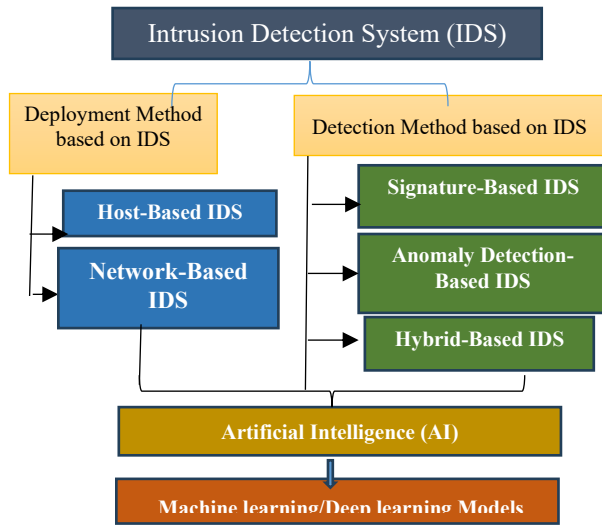 Intrusion Detection System (IDS)
Deployment Method
based on IDS
Detection Method based on IDS
Host-Based IDS
Network-Based
IDS
Signature-Based IDS
Anomaly Detection-
Based IDS
Hybrid-Based IDS
Artificial Intelligence (AI)
Machine learning/Deep learning Models